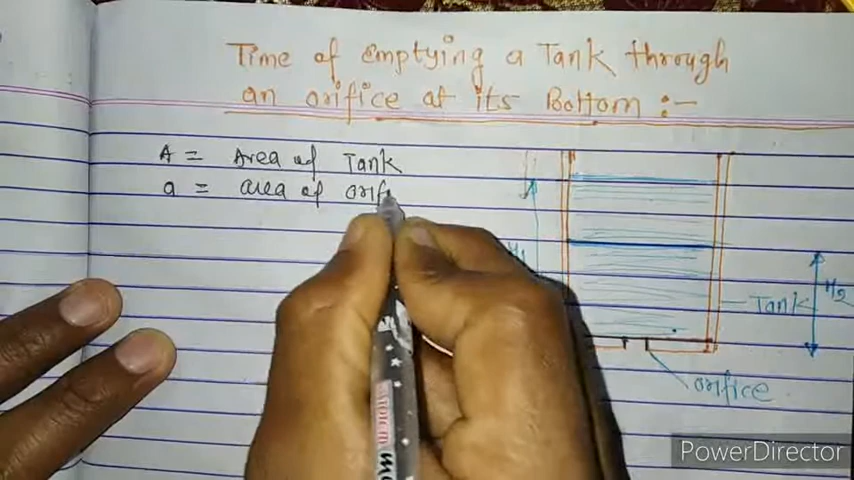 Time of emptying a Tank through
an orifice at its Bottom :-
A = Area of Tank
a = area of orif
H1
H2
Tank
orifice
PowerDirector